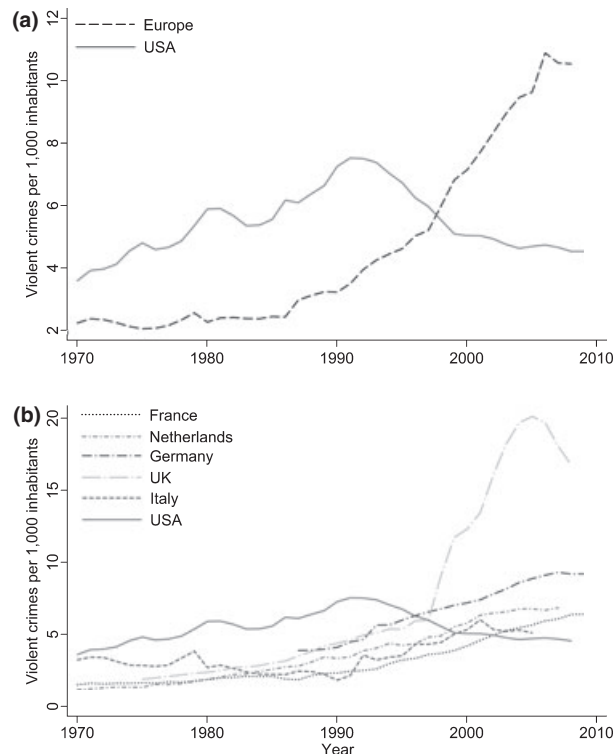 (a)
Europe
USA
Violent crimes per 1,000 inhabitants
12
10
8
6
4
2
1970 1980 1990 2000 2010
(b)
France
Netherlands
Germany
UK
Italy
USA
Violent crimes per 1,000 inhabitants
20
15
10
5
0
1970 1980 1990 2000 2010
Year